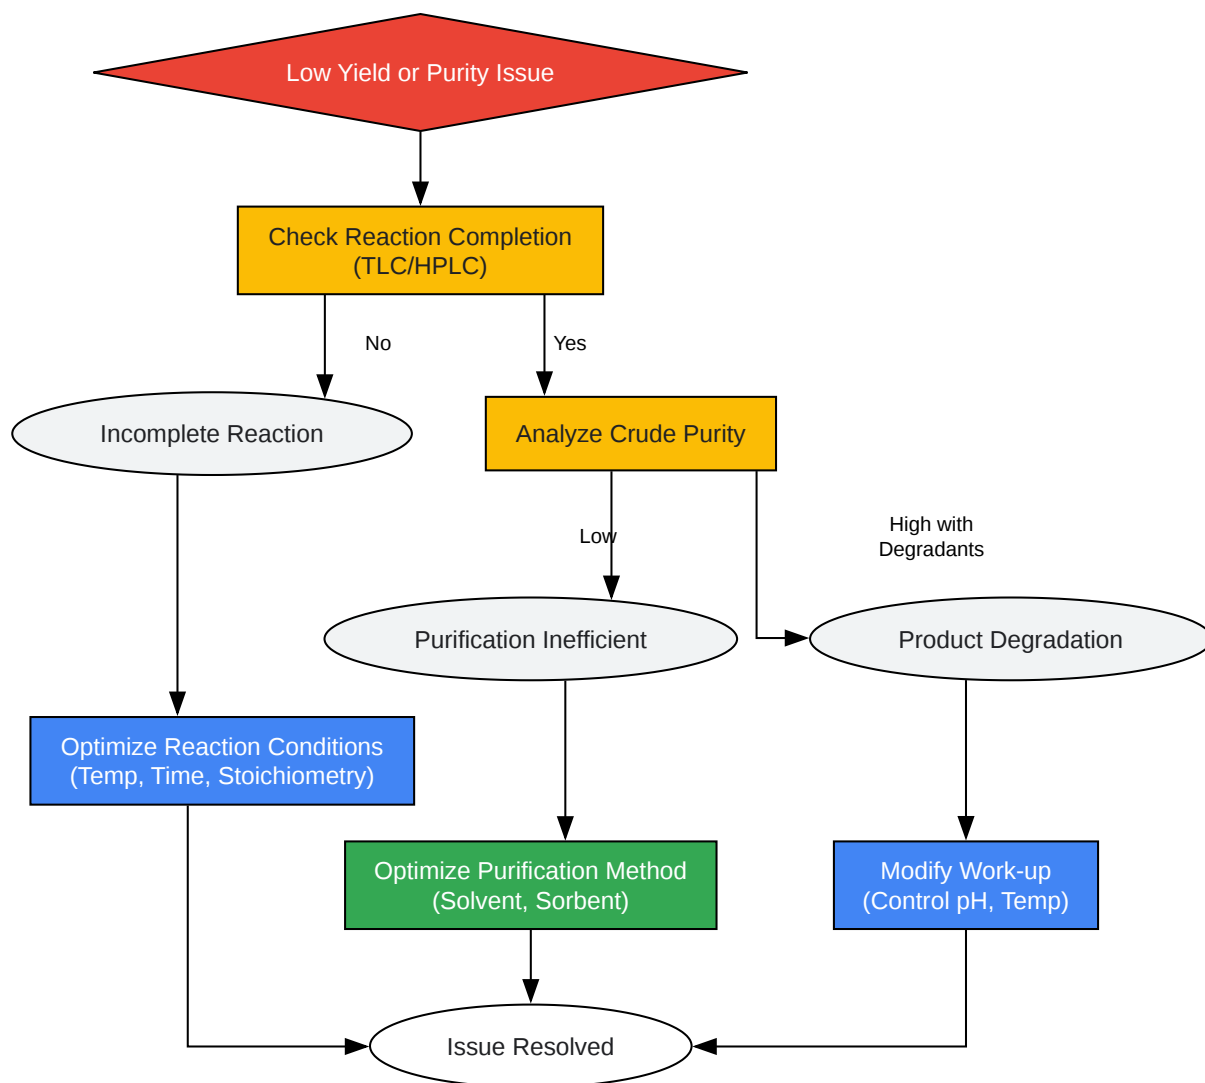 Low Yield or Purity Issue
Check Reaction Completion
(TLC/HPLC)
No
Yes
Incomplete Reaction
Analyze Crude Purity
Low
High with
Degradants
Purification Inefficient
Product Degradation
Optimize Reaction Conditions
(Temp, Time, Stoichiometry)
Optimize Purification Method
(Solvent, Sorbent)
Modify Work-up
(Control pH, Temp)
Issue Resolved